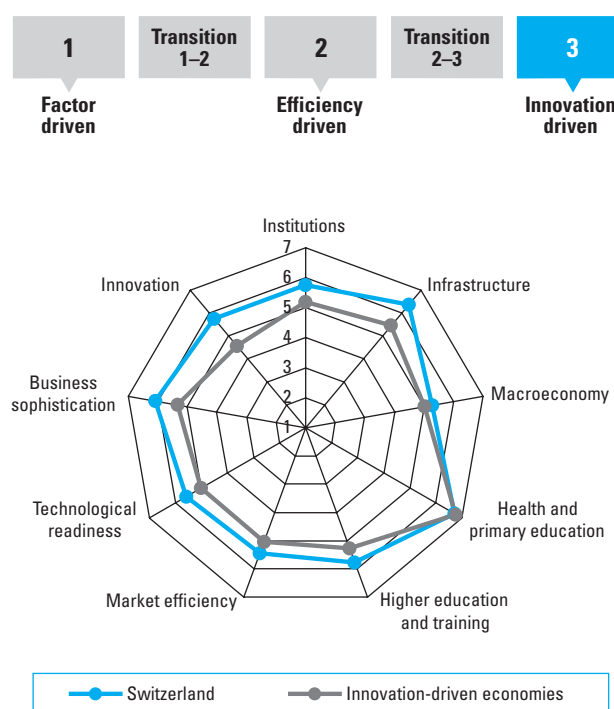 1
Transition
1–2
2
Transition
2–3
3
Factor
driven
Efficiency
driven
Innovation
driven
Institutions
7
Innovation
6
Infrastructure
5
4
Business
sophistication
3
Macroeconomy
2
1
Technological
readiness
Health and
primary education
Market efficiency
Higher education
and training
Switzerland
Innovation-driven economies